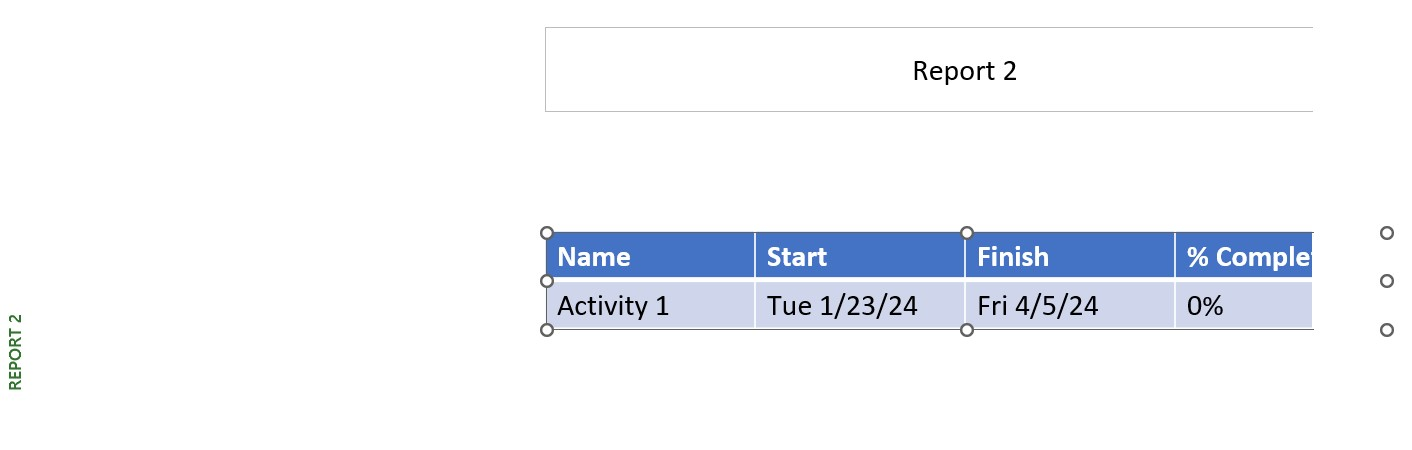 Report 2
Name Start Finish % Comple
Activity 1 Tue 1/23/24 Fri 4/5/24 0%
REPORT 2